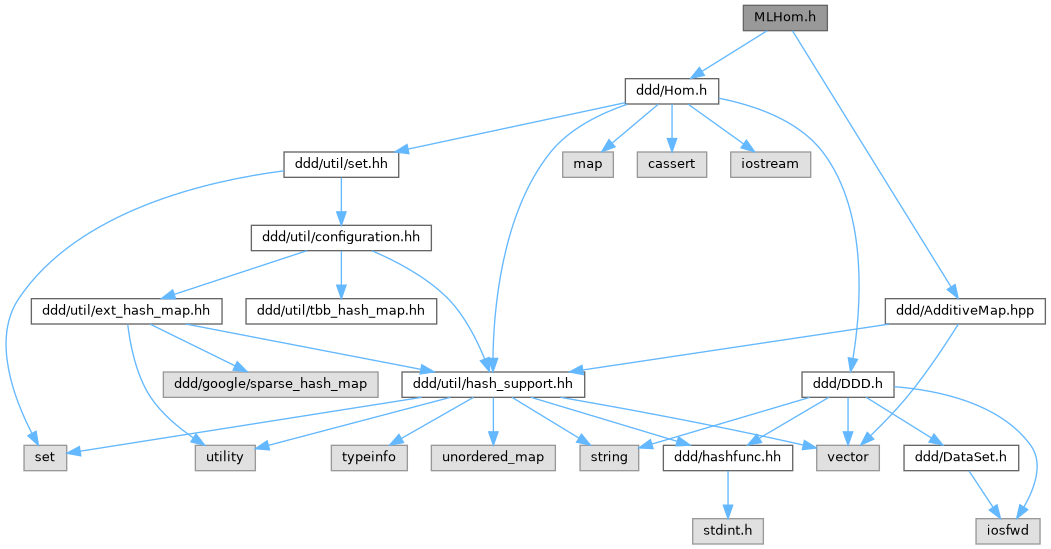 MLHom.h
ddd/Hom.h
ddd/util/set.hh
map
cassert
iostream
ddd/util/configuration.hh
ddd/util/ext_hash_map.hh
ddd/util/tbb_hash_map.hh
ddd/AdditiveMap.hpp
ddd/google/sparse_hash_map
ddd/util/hash_support.hh
ddd/DDD.h
set
utility
typeinfo
unordered_map
string
ddd/hashfunc.hh
vector
ddd/DataSet.h
stdint.h
iosfwd